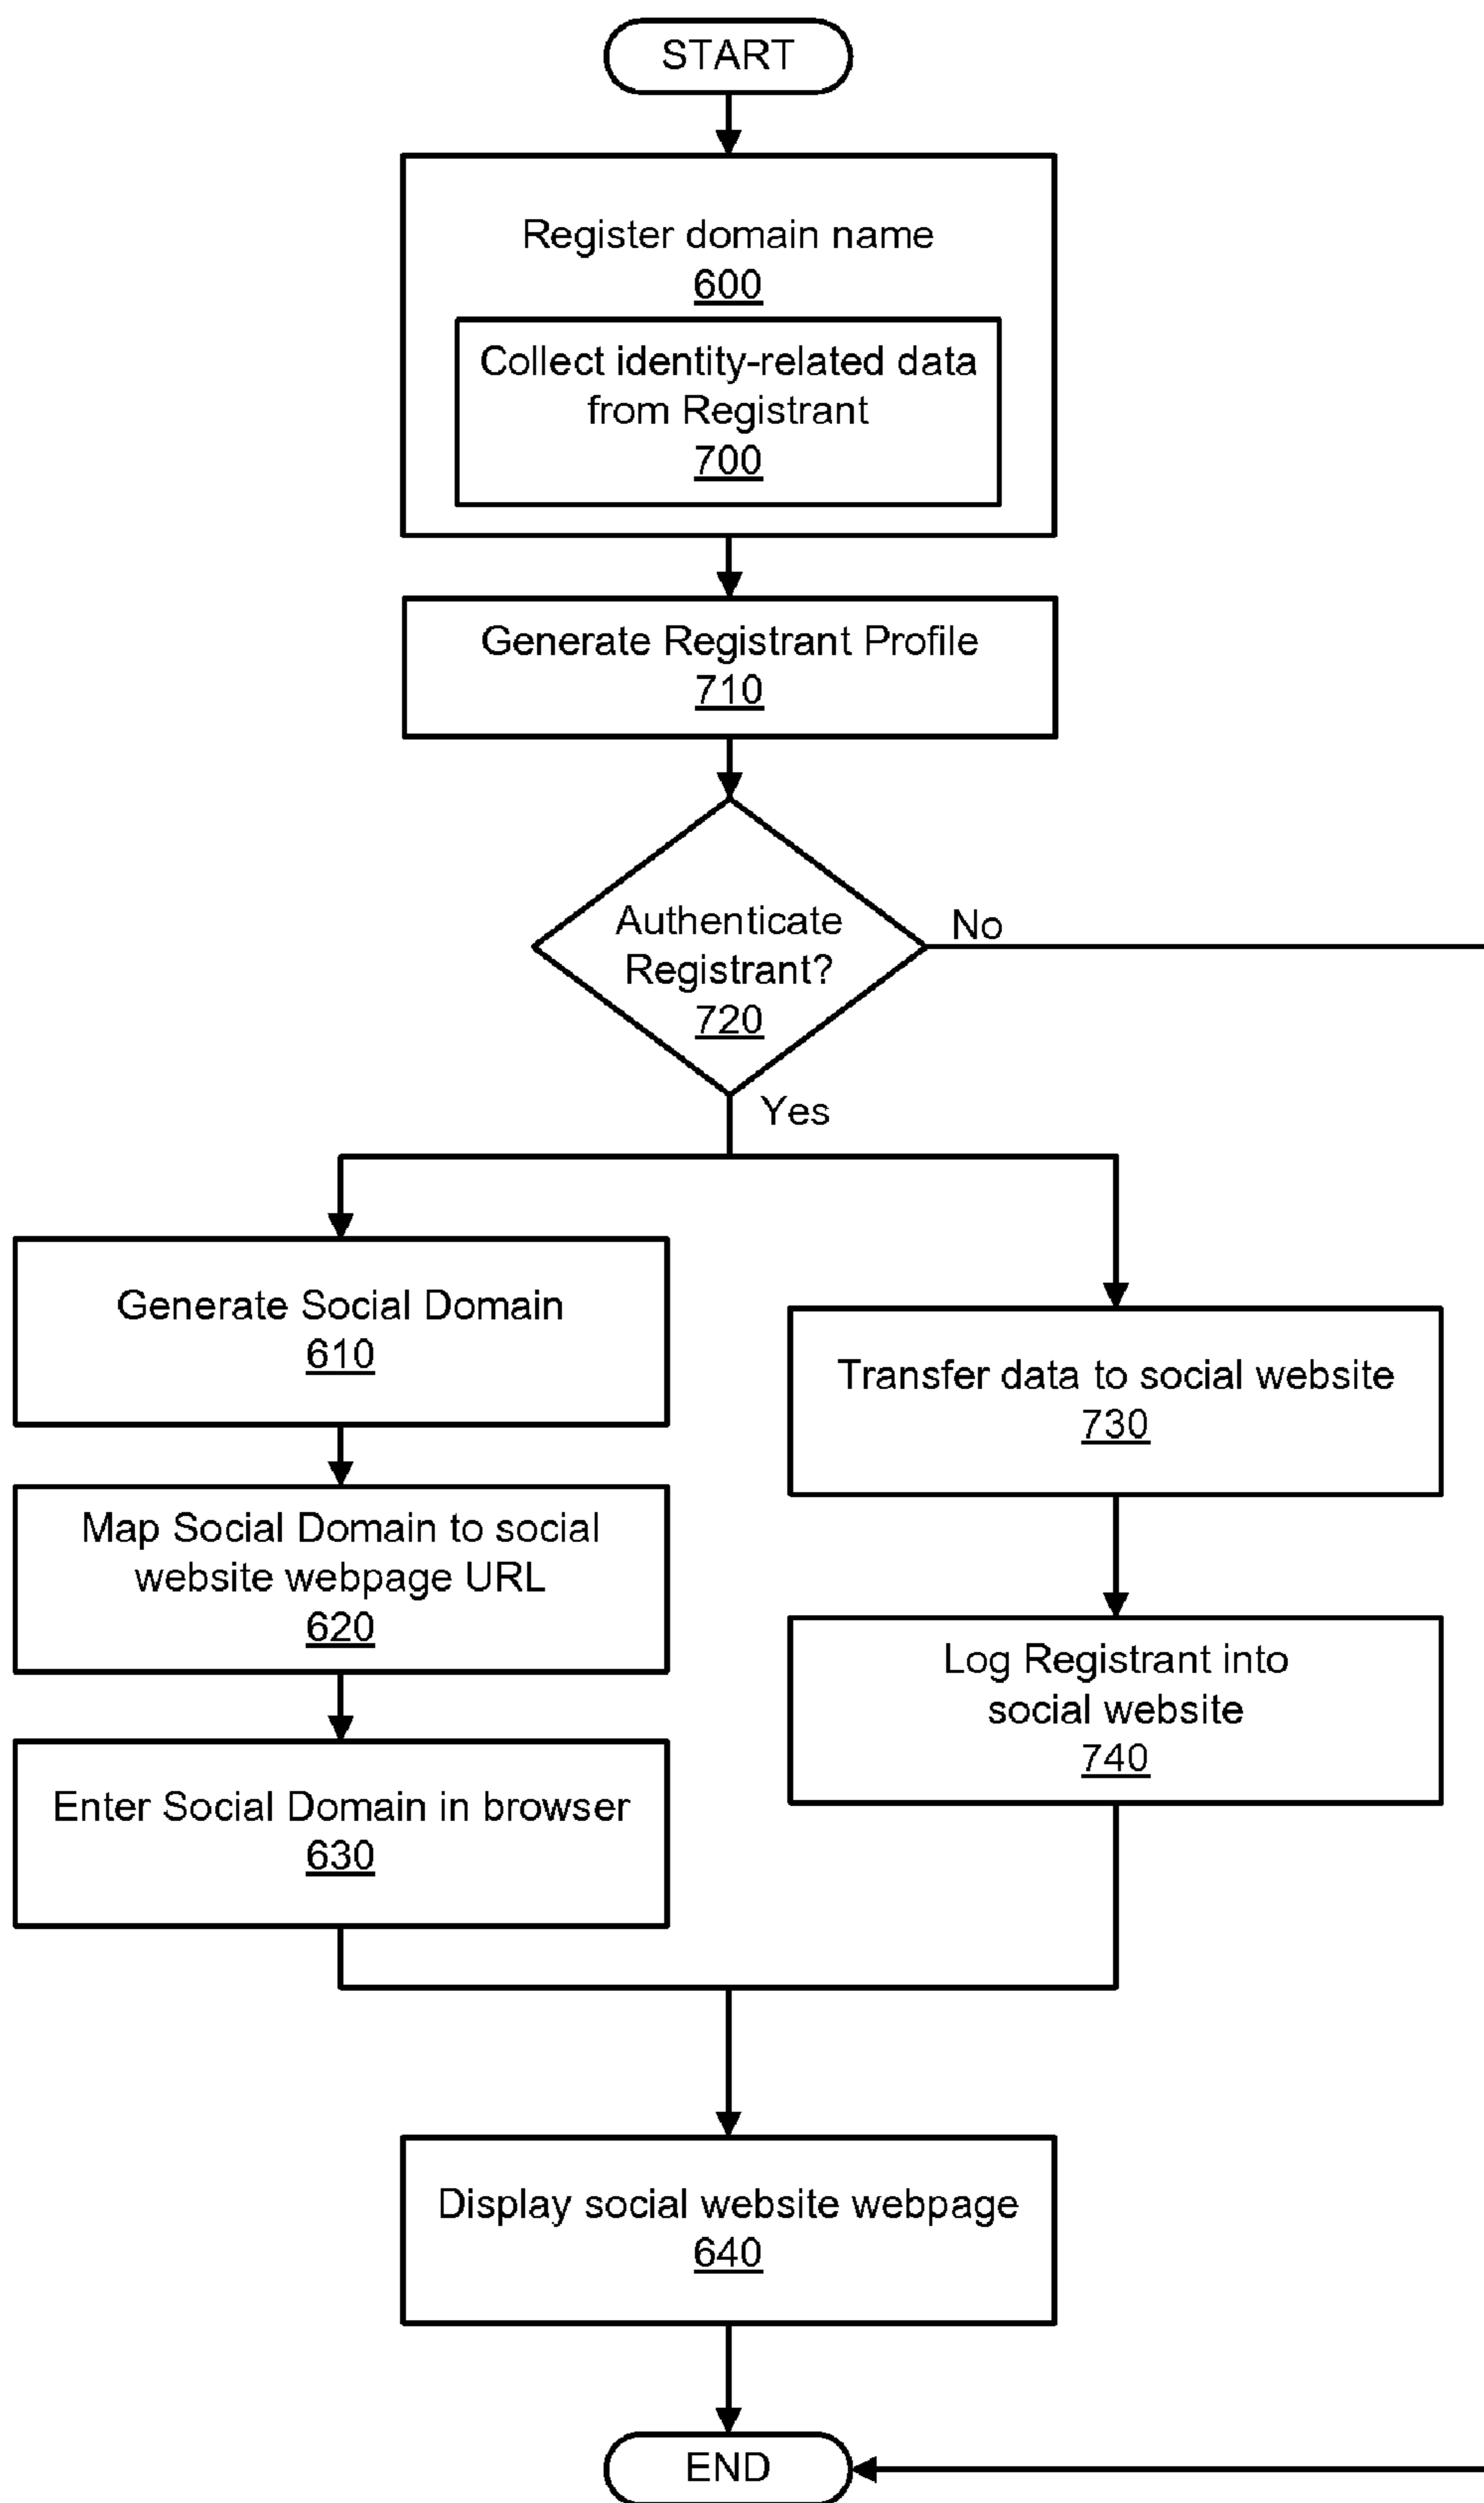 START
Register domain name
600
Collect identity-related data
from Registrant
700
Generate Registrant Profile
710
Authenticate
Registrant?
720
No
Yes
Generate Social Domain
610
Map Social Domain to social
website webpage URL
620
Enter Social Domain in browser
630
Transfer data to social website
730
Log Registrant into
social website
740
Display social website webpage
640
END